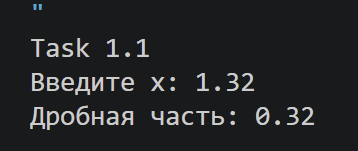 "
Task 1.1
Введите x: 1.32
Дробная часть: 0.32